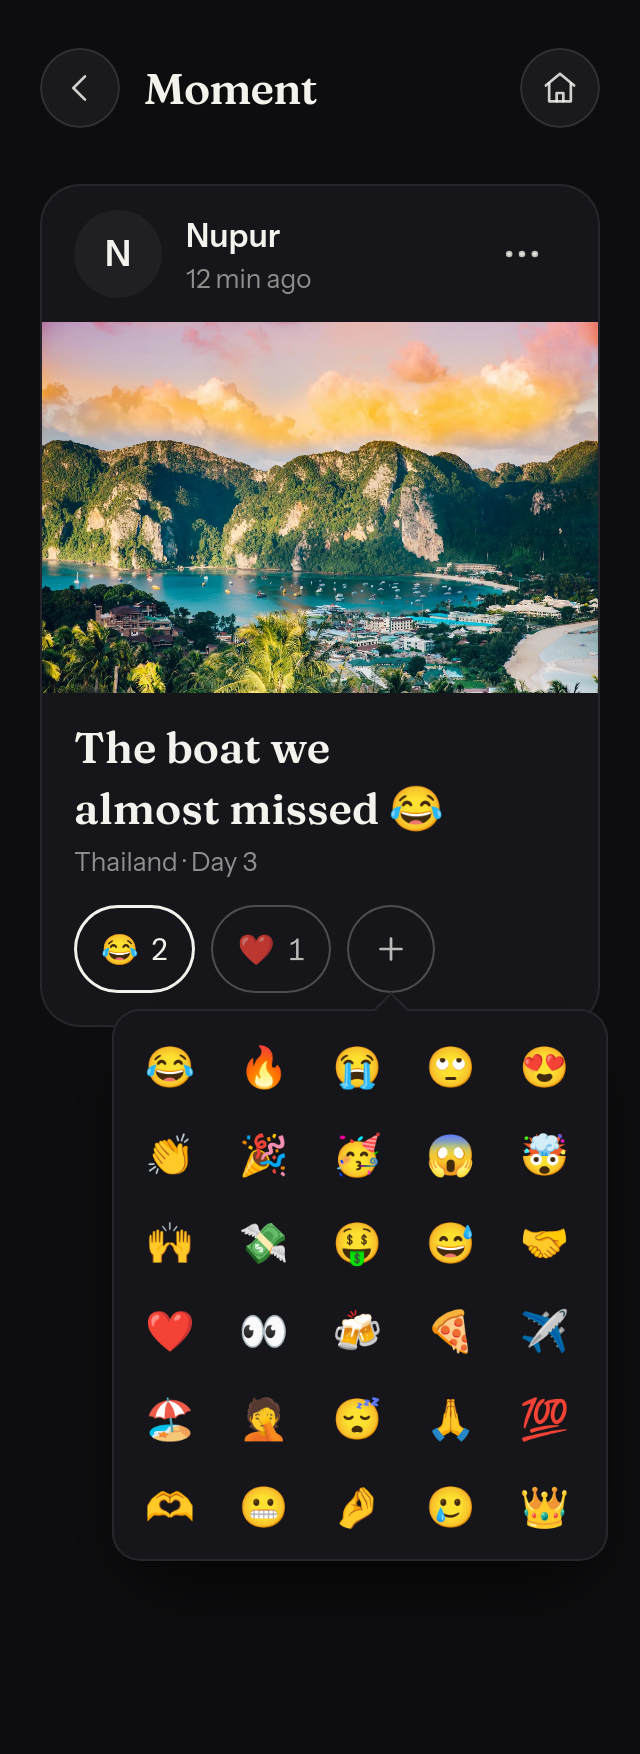 Moment
N
Nupur
12 min ago
The boat we
almost missed 😂
Thailand · Day 3
😂 2
❤️ 1
+
😂 🔥 😭 🙄 😍
👏 🎉 🥳 😱 🤯
🙌 💸 🤑 😅 🤝
❤️ 👀 🍻 🍕 ✈️
🏖️ 🤦 😴 🙏 💯
🫶 😬 🤌 🥲 👑